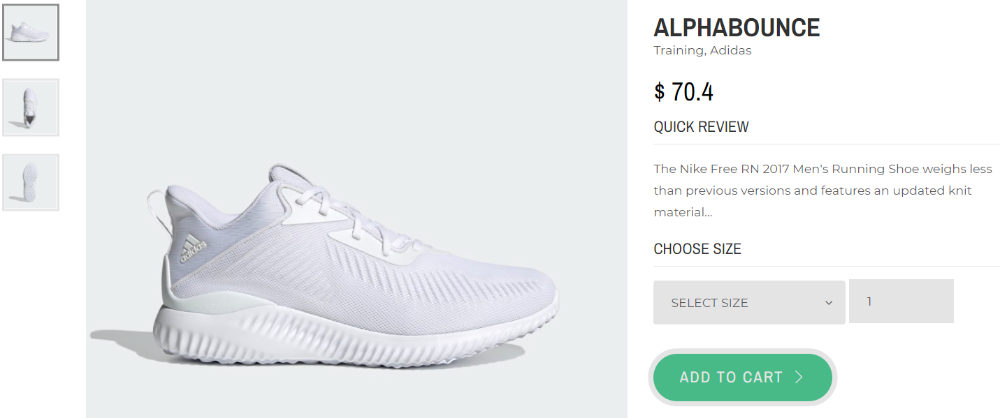 ALPHABOUNCE
Training, Adidas
$ 70.4
QUICK REVIEW
The Nike Free RN 2017 Men's Running Shoe weighs less
than previous versions and features an updated knit
material...
CHOOSE SIZE
SELECT SIZE
1
ADD TO CART
adidas